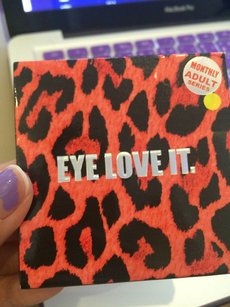 MONTHLY
ADULT
SERIES
EYE LOVE IT.